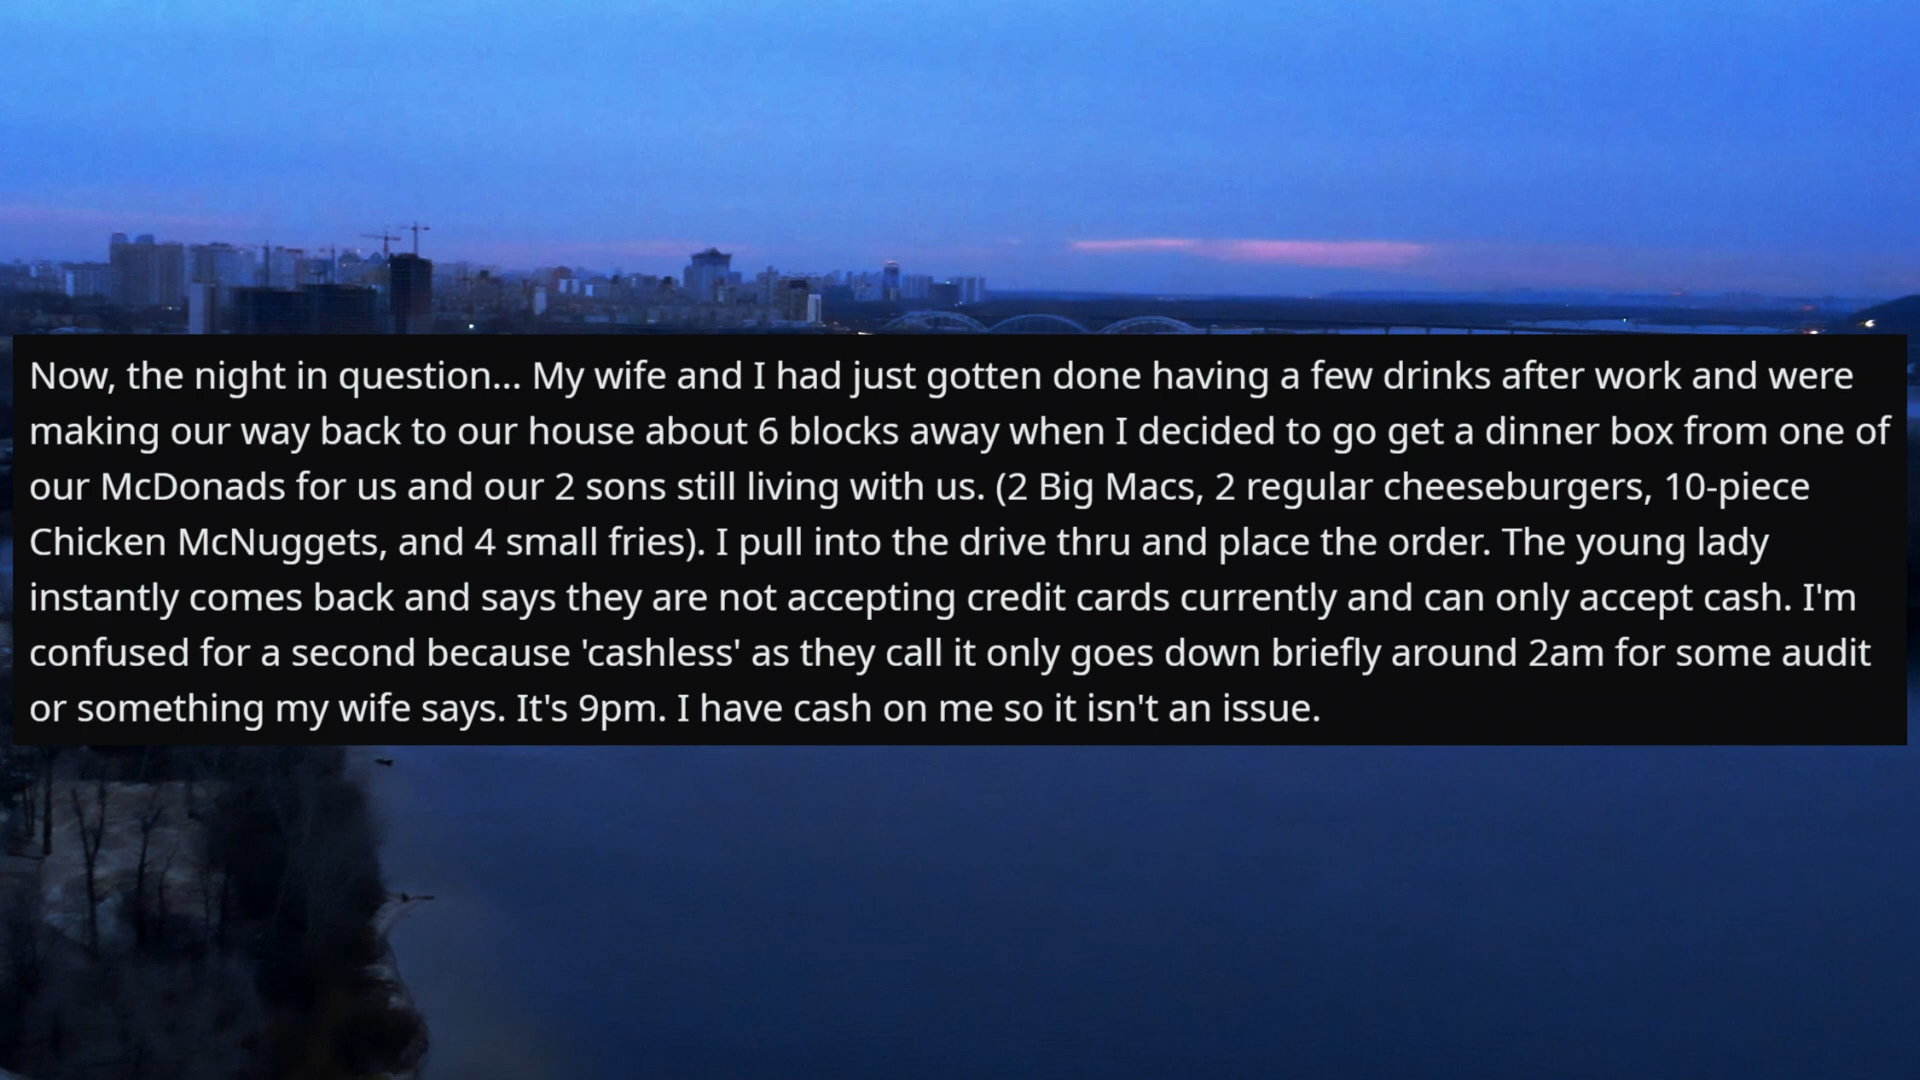 Now, the night in question... My wife and I had just gotten done having a few drinks after work and were
making our way back to our house about 6 blocks away when I decided to go get a dinner box from one of
our McDonads for us and our 2 sons still living with us. (2 Big Macs, 2 regular cheeseburgers, 10-piece
Chicken McNuggets, and 4 small fries). I pull into the drive thru and place the order. The young lady
instantly comes back and says they are not accepting credit cards currently and can only accept cash. I'm
confused for a second because 'cashless' as they call it only goes down briefly around 2am for some audit
or something my wife says. It's 9pm. I have cash on me so it isn't an issue.